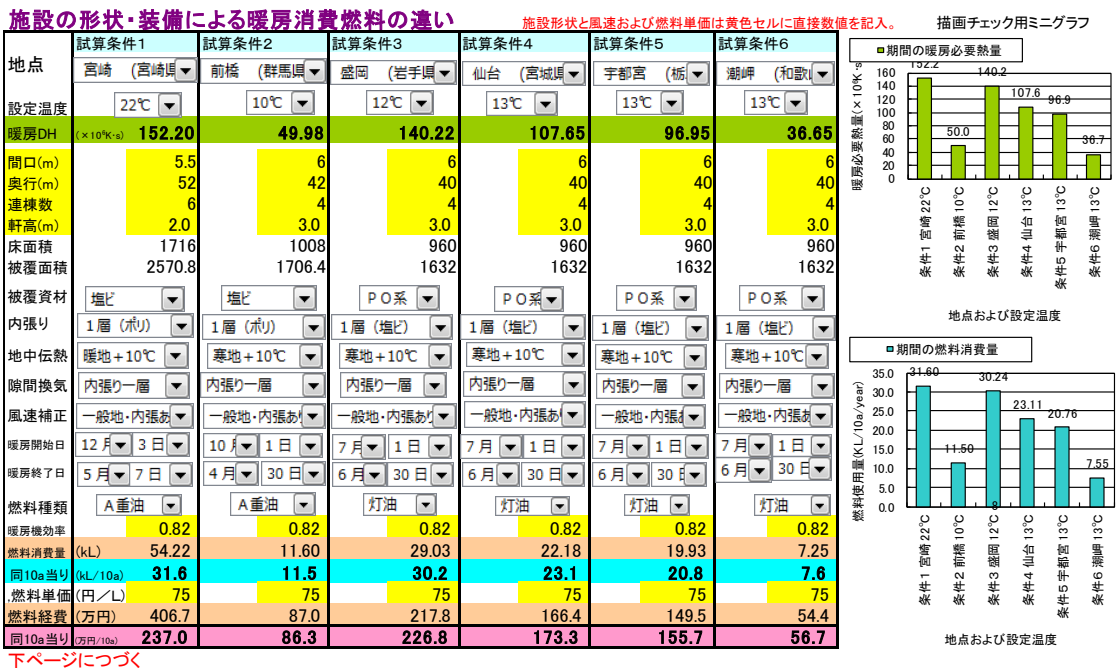 施設の形状・装備による暖房消費燃料の違い
施設形状と風速および燃料単価は黄色セルに直接数値を記入。
描画チェック用ミニグラフ
試算条件1 試算条件2 試算条件3 試算条件4 試算条件5 試算条件6
地点 宮崎 (宮崎県 前橋 (群馬県 盛岡 (岩手県 仙台 (宮城県 宇都宮 (栃 潮岬 (和歌
設定温度 22℃ 10℃ 12℃ 13℃ 13℃ 13℃
暖房DH (×10⁶K·s) 152.20 49.98 140.22 107.65 96.95 36.65
間口(m) 5.5 6 6 6 6 6
奥行(m) 52 42 40 40 40 40
連棟数 6 4 4 4 4 4
軒高(m) 2.0 3.0 3.0 3.0 3.0 3.0
床面積 1716 1008 960 960 960 960
被覆面積 2570.8 1706.4 1632 1632 1632 1632
被覆資材 塩ビ 塩ビ PO系 PO系 PO系 PO系
内張り 1層 (ポリ) 1層 (ポリ) 1層 (塩ビ) 1層 (塩ビ) 1層 (塩ビ) 1層 (塩ビ)
地中伝熱 暖地+10℃ 寒地+10℃ 寒地+10℃ 寒地+10℃ 寒地+10℃ 寒地+10℃
隙間換気 内張り一層 内張り一層 内張り一層 内張り一層 内張り一層 内張り一層
風速補正 一般地・内張あ 一般地・内張あり 一般地・内張あり 一般地・内張あ 一般地・内張あ 一般地・内張あり
暖房開始日 12月 3日 10月 1日 7月 1日 7月 1日 7月 1日 7月 1日
暖房終了日 5月 7日 4月 30日 6月 30日 6月 30日 6月 30日 6月 30日
燃料種類 A重油 A重油 灯油 灯油 灯油 灯油
暖房機効率 0.82 0.82 0.82 0.82 0.82 0.82
燃料消費量 (kL) 54.22 11.60 29.03 22.18 19.93 7.25
同10a当り (kL/10a) 31.6 11.5 30.2 23.1 20.8 7.6
燃料単価 (円/L) 75 75 75 75 75 75
燃料経費 (万円) 406.7 87.0 217.8 166.4 149.5 54.4
同10a当り (万円/10a) 237.0 86.3 226.8 173.3 155.7 56.7
下ページにつづく
期間の暖房必要熱量
暖房必要熱量(×10⁶K·s
160
140
120
100
80
60
40
20
0
152.2 50.0 140.2 107.6 96.9 36.7
条件1 宮崎 22℃
条件2 前橋 10℃
条件3 盛岡 12℃
条件4 仙台 13℃
条件5 宇都宮 13℃
条件6 潮岬 13℃
地点および設定温度
期間の燃料消費量
燃料使用量(KL/10a/year)
35.0
30.0
25.0
20.0
15.0
10.0
5.0
0.0
31.60 11.50 30.24 23.11 20.76 7.55
8
条件1 宮崎 22℃
条件2 前橋 10℃
条件3 盛岡 12℃
条件4 仙台 13℃
条件5 宇都宮 13℃
条件6 潮岬 13℃
地点および設定温度